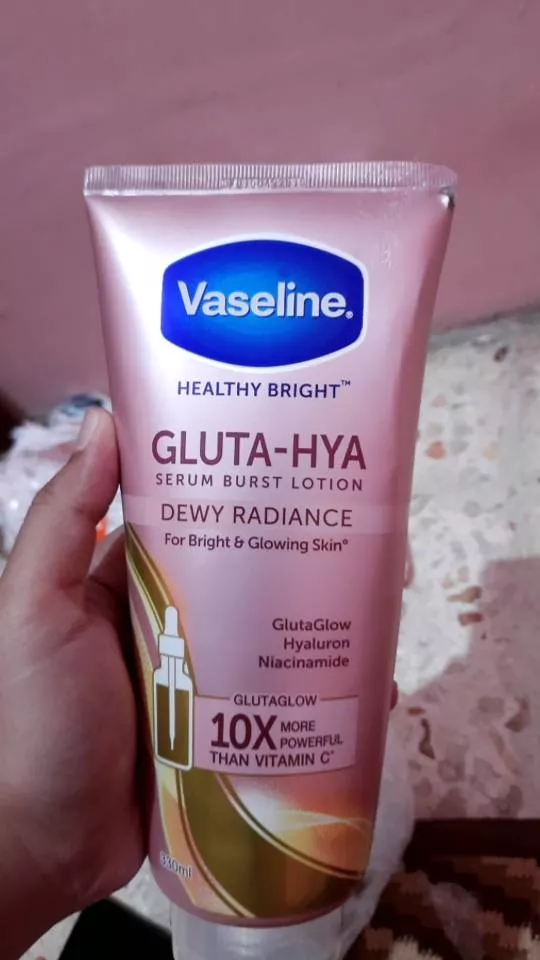 Vaseline®
HEALTHY BRIGHT™
GLUTA-HYA
SERUM BURST LOTION
DEWY RADIANCE
For Bright & Glowing Skin°
GlutaGlow
Hyaluron
Niacinamide
GLUTAGLOW
10X MORE
POWERFUL
THAN VITAMIN C*
330ml